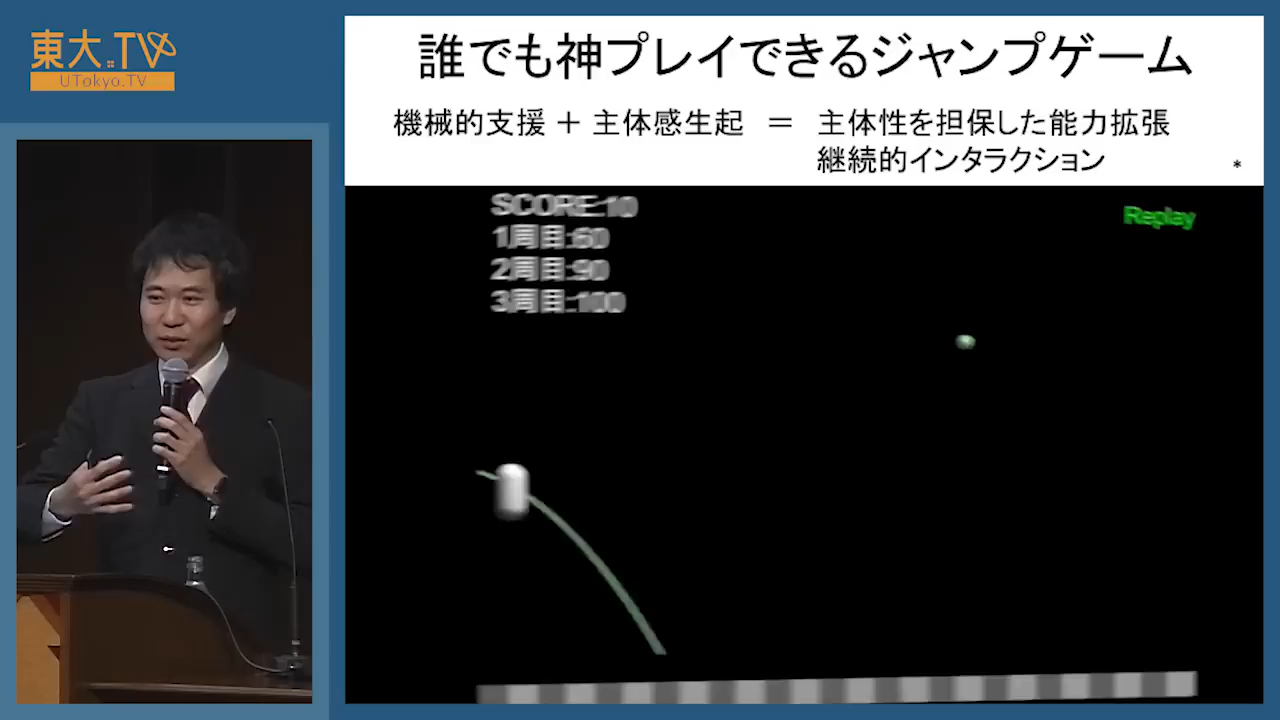 東大.TV
UTokyo.TV
誰でも神プレイできるジャンプゲーム
機械的支援 ＋ 主体感生起 ＝ 主体性を担保した能力拡張
継続的インタラクション
*
SCORE:10
1周目:60
2周目:90
3周目:100
Replay